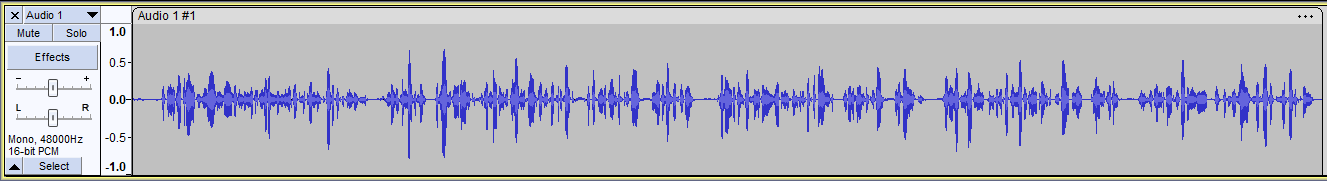 × Audio 1 ▼ Audio 1 #1 ...
Mute Solo
Effects
- +
L R
Mono, 48000Hz
16-bit PCM
▲ Select
1.0
0.5
0.0
-0.5
-1.0